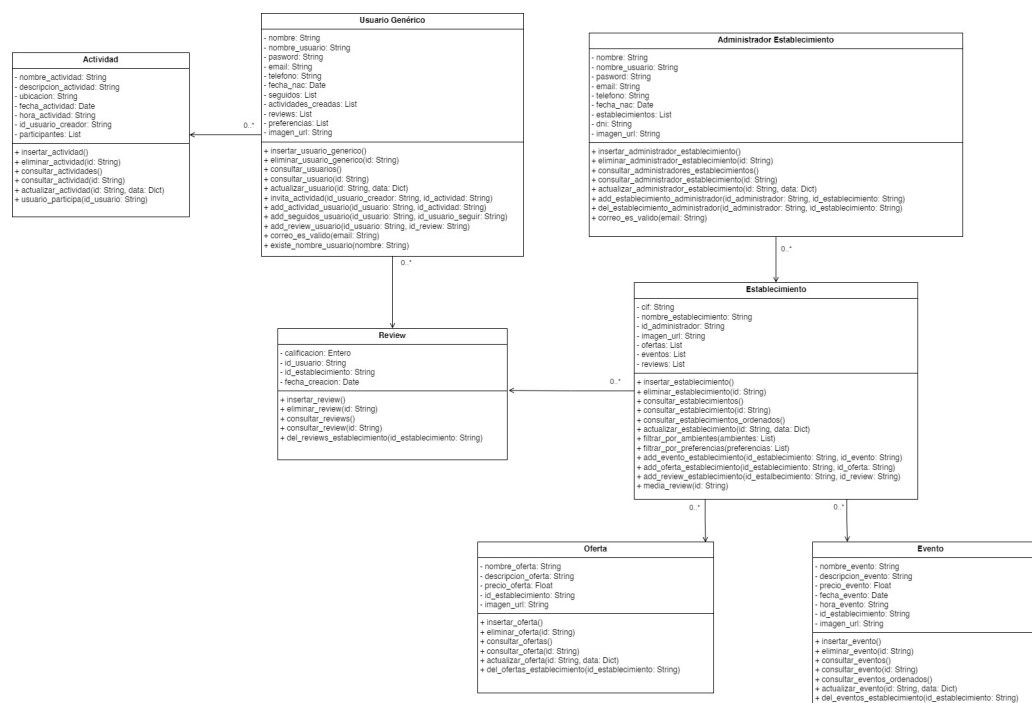 Usuario Genérico
- nombre: String
- nombre_usuario: String
- pasword: String
- email: String
- telefono: String
- fecha_nac: Date
- seguidos: List
- actividades_creadas: List
- reviews: List
- preferencias: List
- imagen_url: String
+ insertar_usuario_generico()
+ eliminar_usuario_generico(id: String)
+ consultar_usuarios()
+ consultar_usuario(id: String)
+ actualizar_usuario(id: String, data: Dict)
+ invita_actividad(id_usuario_creador: String, id_actividad: String)
+ add_actividad_usuario(id_usuario: String, id_actividad: String)
+ add_seguidos_usuario(id_usuario: String, id_usuario_seguir: String)
+ add_review_usuario(id_usuario: String, id_review: String)
+ correo_es_valido(email: String)
+ existe_nombre_usuario(nombre: String)
Administrador Establecimiento
- nombre: String
- nombre_usuario: String
- pasword: String
- email: String
- telefono: String
- fecha_nac: Date
- establecimientos: List
- dni: String
- imagen_url: String
+ insertar_administrador_establecimiento()
+ eliminar_administrador_establecimiento(id: String)
+ consultar_administradores_establecimientos()
+ consultar_administrador_establecimiento(id: String)
+ actualizar_administrador_establecimiento(id: String, data: Dict)
+ add_establecimiento_administrador(id_administrador: String, id_establecimiento: String)
+ del_establecimiento_administrador(id_administrador: String, id_establecimiento: String)
+ correo_es_valido(email: String)
Actividad
- nombre_actividad: String
- descripcion_actividad: String
- ubicacion: String
- fecha_actividad: Date
- hora_actividad: String
- id_usuario_creador: String
- participantes: List
+ insertar_actividad()
+ eliminar_actividad(id: String)
+ consultar_actividades()
+ consultar_actividad(id: String)
+ actualizar_actividad(id: String, data: Dict)
+ usuario_participa(id_usuario: String)
0..*
0..*
0..*
Establecimiento
- cif: String
- nombre_establecimiento: String
- id_administrador: String
- imagen_url: String
- ofertas: List
- eventos: List
- reviews: List
+ insertar_establecimiento()
+ eliminar_establecimiento(id: String)
+ consultar_establecimientos()
+ consultar_establecimiento(id: String)
+ consultar_establecimientos_ordenados()
+ actualizar_establecimiento(id: String, data: Dict)
+ filtrar_por_ambientes(ambientes: List)
+ filtrar_por_preferencias(preferencias: List)
+ add_evento_establecimiento(id_establecimiento: String, id_evento: String)
+ add_oferta_establecimiento(id_establecimiento: String, id_oferta: String)
+ add_review_establecimiento(id_estalbecimiento: String, id_review: String)
+ media_review(id: String)
Review
- calificacion: Entero
- id_usuario: String
- id_establecimiento: String
- fecha_creacion: Date
+ insertar_review()
+ eliminar_review(id: String)
+ consultar_reviews()
+ consultar_review(id: String)
+ del_reviews_establecimiento(id_establecimiento: String)
0..*
0..*
0..*
Oferta
- nombre_oferta: String
- descripcion_oferta: String
- precio_oferta: Float
- id_establecimiento: String
- imagen_url: String
+ insertar_oferta()
+ eliminar_oferta(id: String)
+ consultar_ofertas()
+ consultar_oferta(id: String)
+ actualizar_oferta(id: String, data: Dict)
+ del_ofertas_establecimiento(id_establecimiento: String)
Evento
- nombre_evento: String
- descripcion_evento: String
- precio_evento: Float
- fecha_evento: Date
- hora_evento: String
- id_establecimiento: String
- imagen_url: String
+ insertar_evento()
+ eliminar_evento(id: String)
+ consultar_eventos()
+ consultar_evento(id: String)
+ consultar_eventos_ordenados()
+ actualizar_evento(id: String, data: Dict)
+ del_eventos_establecimiento(id_establecimiento: String)